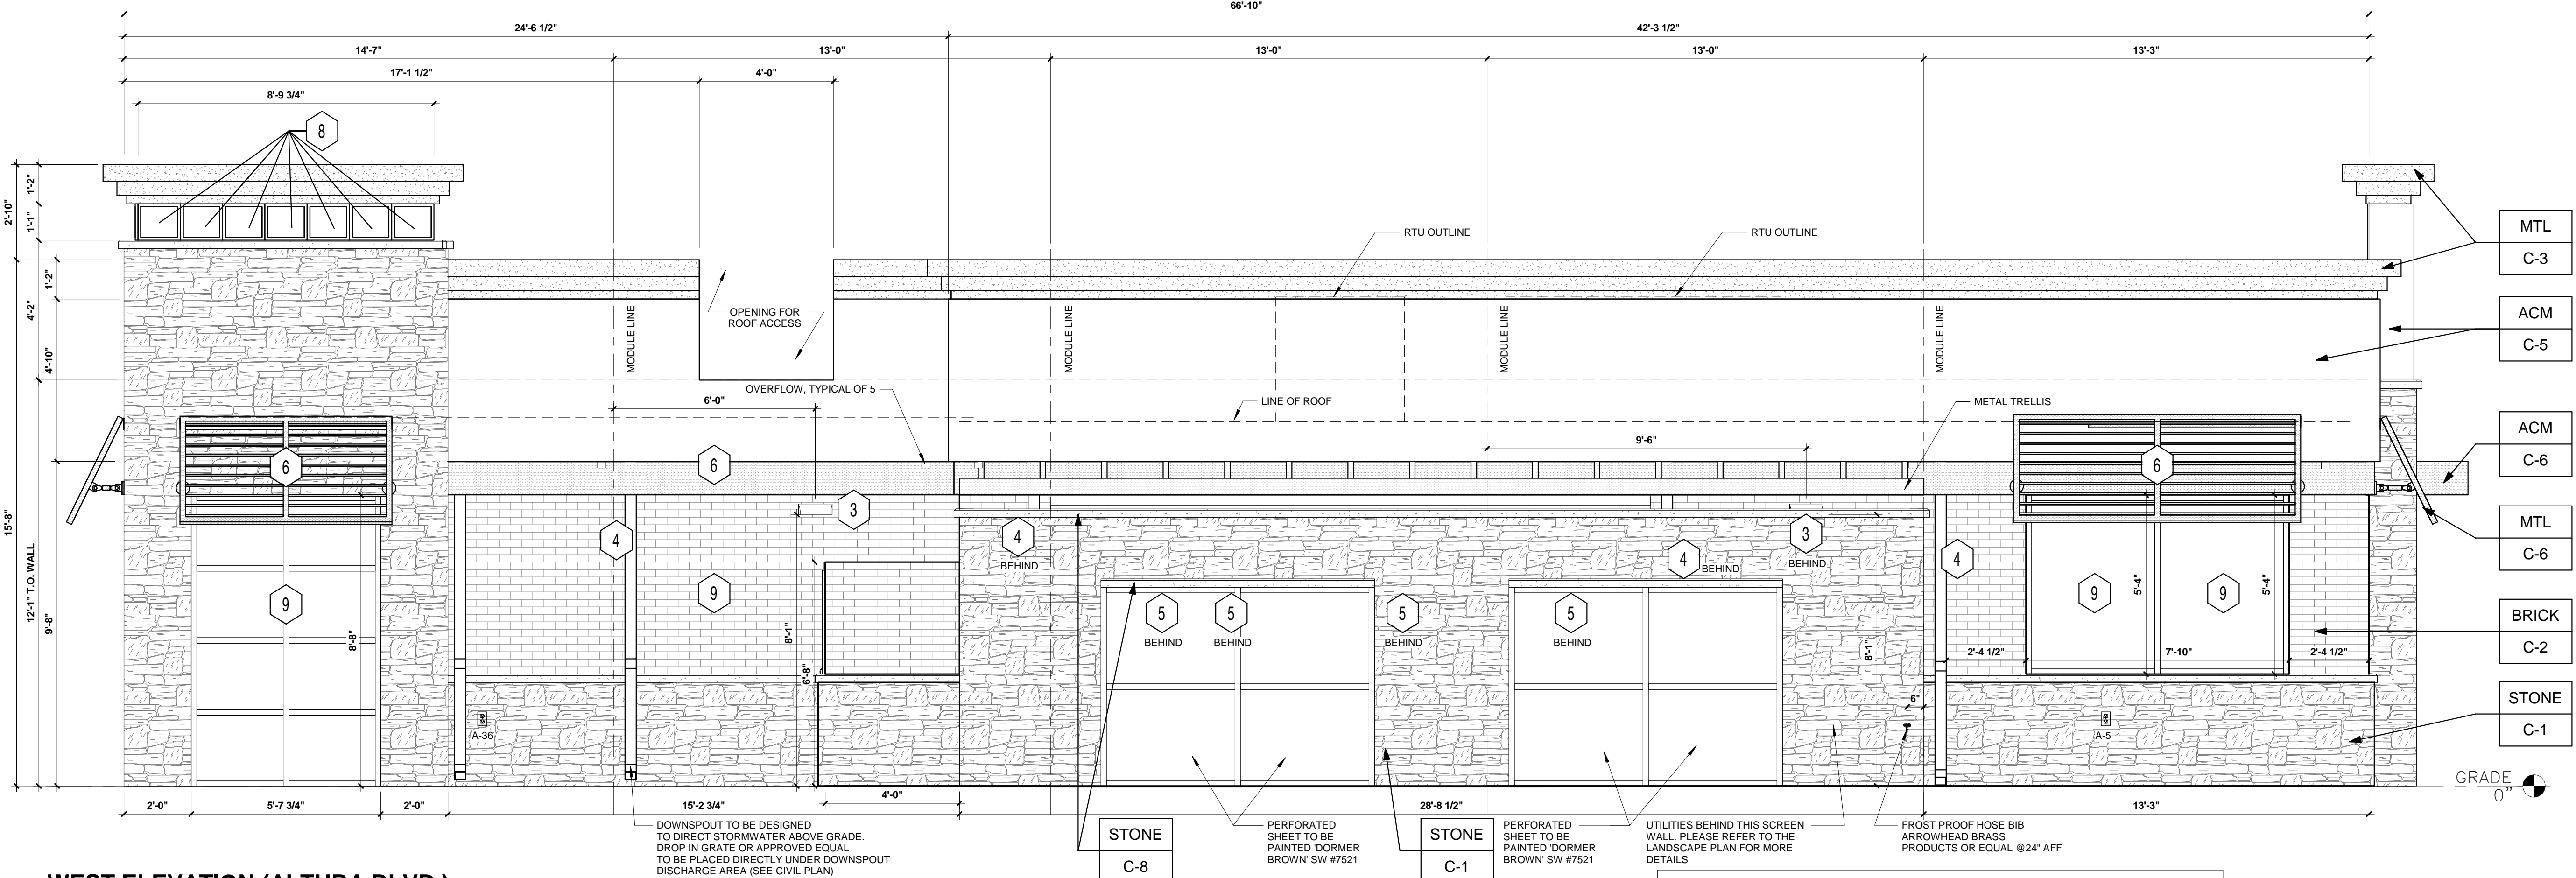 66'-10"
24'-6 1/2"
42'-3 1/2"
14'-7"
13'-0"
13'-0"
13'-0"
13'-3"
17'-1 1/2"
4'-0"
8'-9 3/4"
8
2'-10"
1'-2"
1'-1"
RTU OUTLINE
RTU OUTLINE
MTL
C-3
1'-2"
4'-2"
4'-10"
OPENING FOR
ROOF ACCESS
MODULE LINE
MODULE LINE
MODULE LINE
MODULE LINE
ACM
C-5
OVERFLOW, TYPICAL OF 5
6'-0"
LINE OF ROOF
METAL TRELLIS
ACM
C-6
9'-6"
6
6
6
15'-8"
12'-1" T.O. WALL
9'-8"
3
4
4
BEHIND
3
BEHIND
4
BEHIND
4
MTL
C-6
9
9
5
BEHIND
5
BEHIND
5
BEHIND
5
BEHIND
9
9
5'-4"
5'-4"
8'-8"
8'-1"
6'-8"
8'-1"
BRICK
C-2
2'-4 1/2"
7'-10"
2'-4 1/2"
STONE
C-1
A-36
6"
A-5
GRADE
0"
2'-0"
5'-7 3/4"
2'-0"
15'-2 3/4"
4'-0"
28'-8 1/2"
13'-3"
DOWNSPOUT TO BE DESIGNED
TO DIRECT STORMWATER ABOVE GRADE.
DROP IN GRATE OR APPROVED EQUAL
TO BE PLACED DIRECTLY UNDER DOWNSPOUT
DISCHARGE AREA (SEE CIVIL PLAN)
STONE
C-8
PERFORATED
SHEET TO BE
PAINTED 'DORMER
BROWN' SW #7521
STONE
C-1
PERFORATED
SHEET TO BE
PAINTED 'DORMER
BROWN' SW #7521
UTILITIES BEHIND THIS SCREEN
WALL. PLEASE REFER TO THE
LANDSCAPE PLAN FOR MORE
DETAILS
FROST PROOF HOSE BIB
ARROWHEAD BRASS
PRODUCTS OR EQUAL @24" AFF
WEST ELEVATION (ALTURA BLVD.)